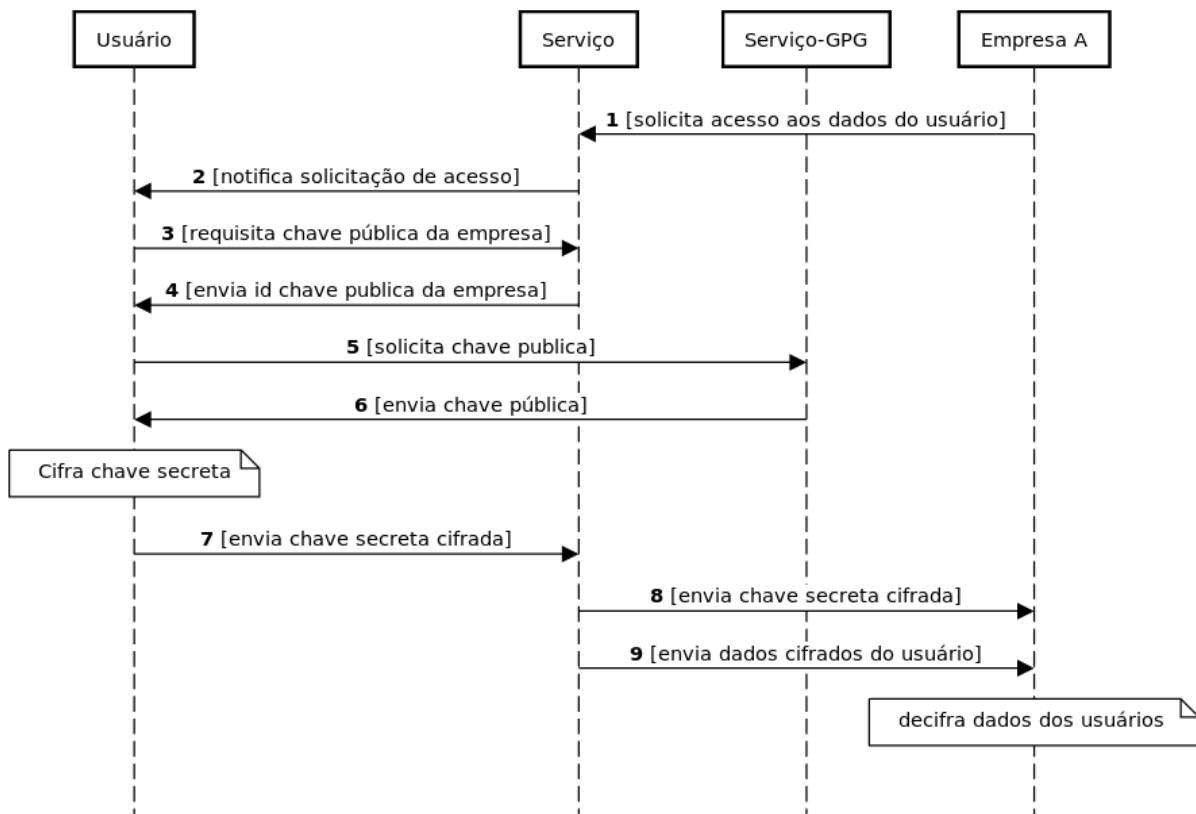 Usuário
Serviço
Serviço-GPG
Empresa A
1 [solicita acesso aos dados do usuário]
2 [notifica solicitação de acesso]
3 [requisita chave pública da empresa]
4 [envia id chave publica da empresa]
5 [solicita chave publica]
6 [envia chave pública]
Cifra chave secreta
7 [envia chave secreta cifrada]
8 [envia chave secreta cifrada]
9 [envia dados cifrados do usuário]
decifra dados dos usuários